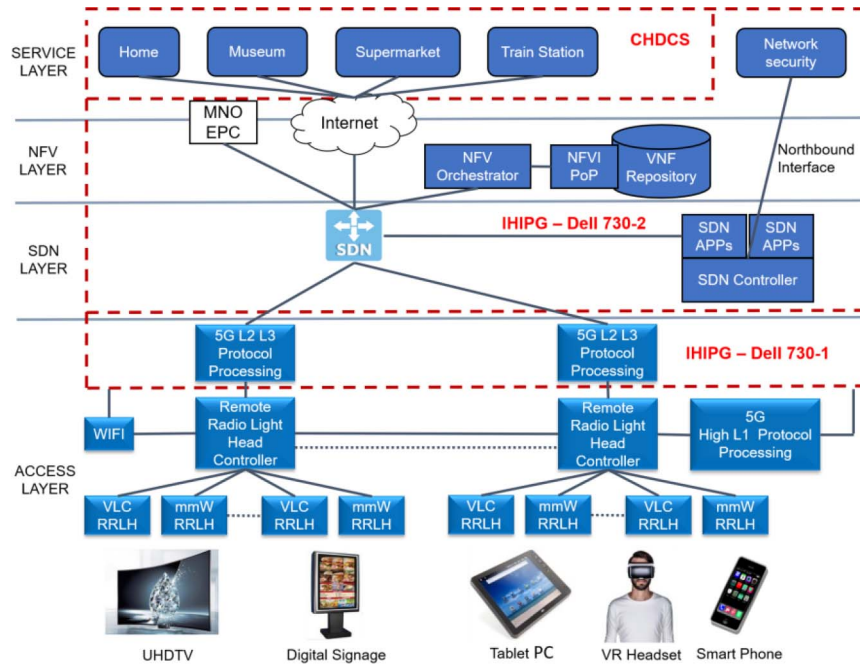 SERVICE
LAYER
Home
Museum
Supermarket
Train Station
CHDCS
Network
security
MNO
EPC
Internet
NFV
LAYER
NFV
Orchestrator
NFVI
PoP
VNF
Repository
Northbound
Interface
SDN
LAYER
SDN
IHIPG – Dell 730-2
SDN
APPs
SDN
APPs
SDN Controller
5G L2 L3
Protocol
Processing
5G L2 L3
Protocol
Processing
IHIPG – Dell 730-1
ACCESS
LAYER
WIFI
Remote
Radio Light
Head
Controller
Remote
Radio Light
Head
Controller
5G
High L1 Protocol
Processing
VLC
RRLH
mmW
RRLH
VLC
RRLH
mmW
RRLH
VLC
RRLH
mmW
RRLH
VLC
RRLH
mmW
RRLH
UHDTV
Digital Signage
Tablet PC
VR Headset
Smart Phone